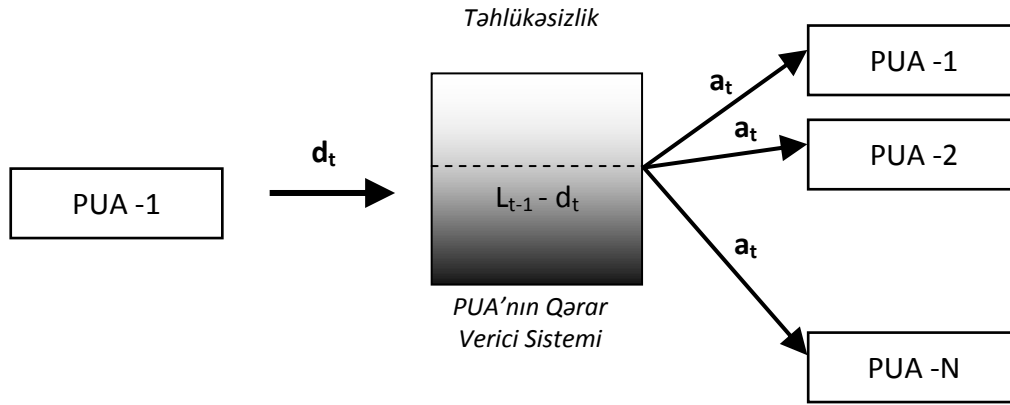 Təhlükəsizlik
PUA -1
dₜ
Lₜ₋₁ - dₜ
PUA’nın Qərar
Verici Sistemi
aₜ
PUA -1
aₜ
PUA -2
aₜ
PUA -N